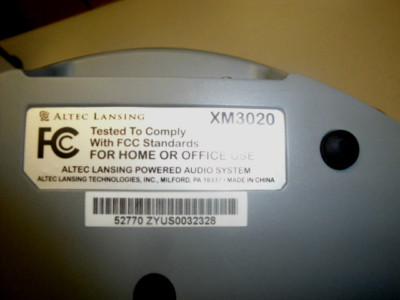 ALTEC LANSING XM3020
FCC Tested To Comply
With FCC Standards
FOR HOME OR OFFICE USE
ALTEC LANSING POWERED AUDIO SYSTEM
ALTEC LANSING TECHNOLOGIES, INC., MILFORD, PA 18337 / MADE IN CHINA
52770 ZYUS0032328